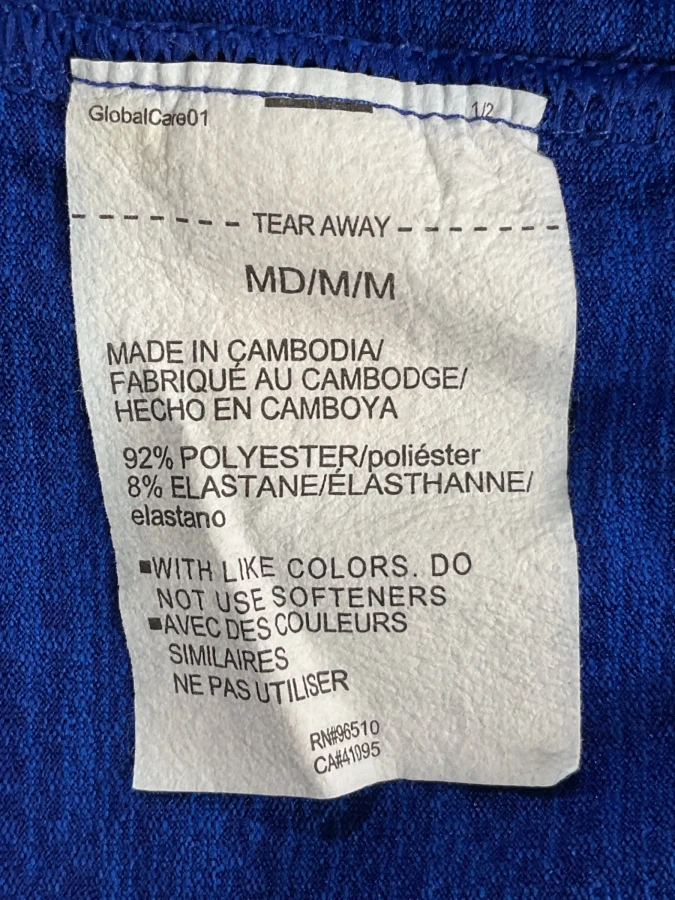 GlobalCare01
1/2
TEAR AWAY
MD/M/M
MADE IN CAMBODIA/
FABRIQUÉ AU CAMBODGE/
HECHO EN CAMBOYA
92% POLYESTER/poliéster
8% ELASTANE/ÉLASTHANNE/
elastano
▪WITH LIKE COLORS. DO
NOT USE SOFTENERS
▪AVEC DES COULEURS
SIMILAIRES
NE PAS UTILISER
RN#96510
CA#41095